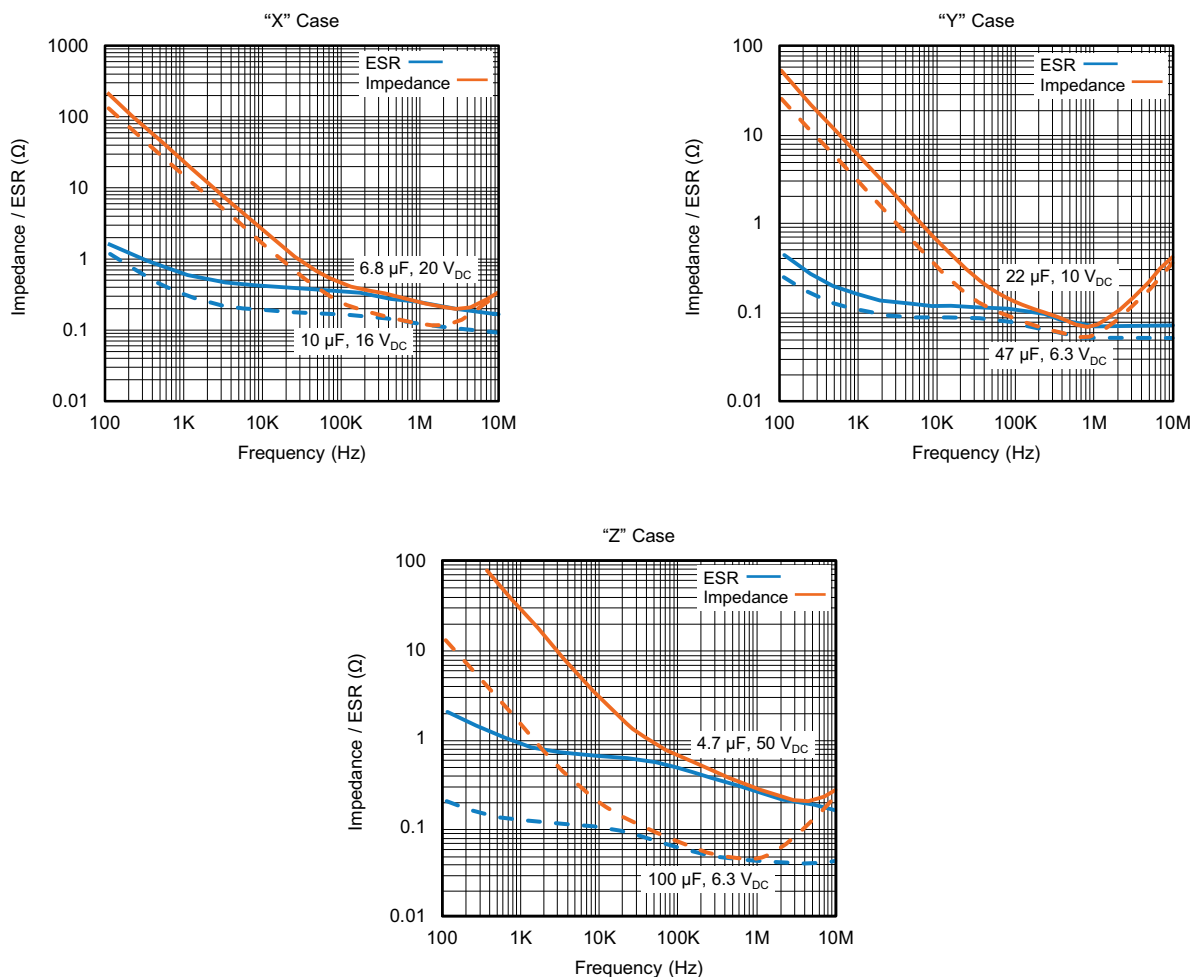 “X” Case
1000
100
10
1
0.1
0.01
Impedance / ESR (Ω)
ESR
Impedance
6.8 µF, 20 VDC
10 µF, 16 VDC
100 1K 10K 100K 1M 10M
Frequency (Hz)
“Y” Case
100
10
1
0.1
0.01
Impedance / ESR (Ω)
ESR
Impedance
22 µF, 10 VDC
47 µF, 6.3 VDC
100 1K 10K 100K 1M 10M
Frequency (Hz)
“Z” Case
100
10
1
0.1
0.01
Impedance / ESR (Ω)
ESR
Impedance
4.7 µF, 50 VDC
100 µF, 6.3 VDC
100 1K 10K 100K 1M 10M
Frequency (Hz)